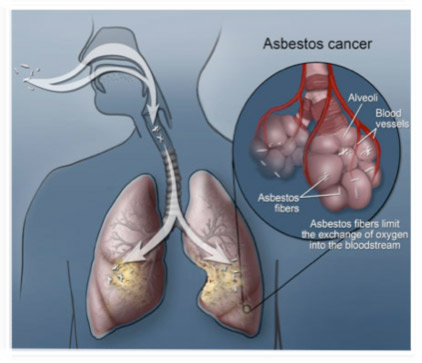 Asbestos cancer
Alveoli
Blood
vessels
Asbestos
fibers
Asbestos fibers limit
the exchange of oxygen
into the bloodstream